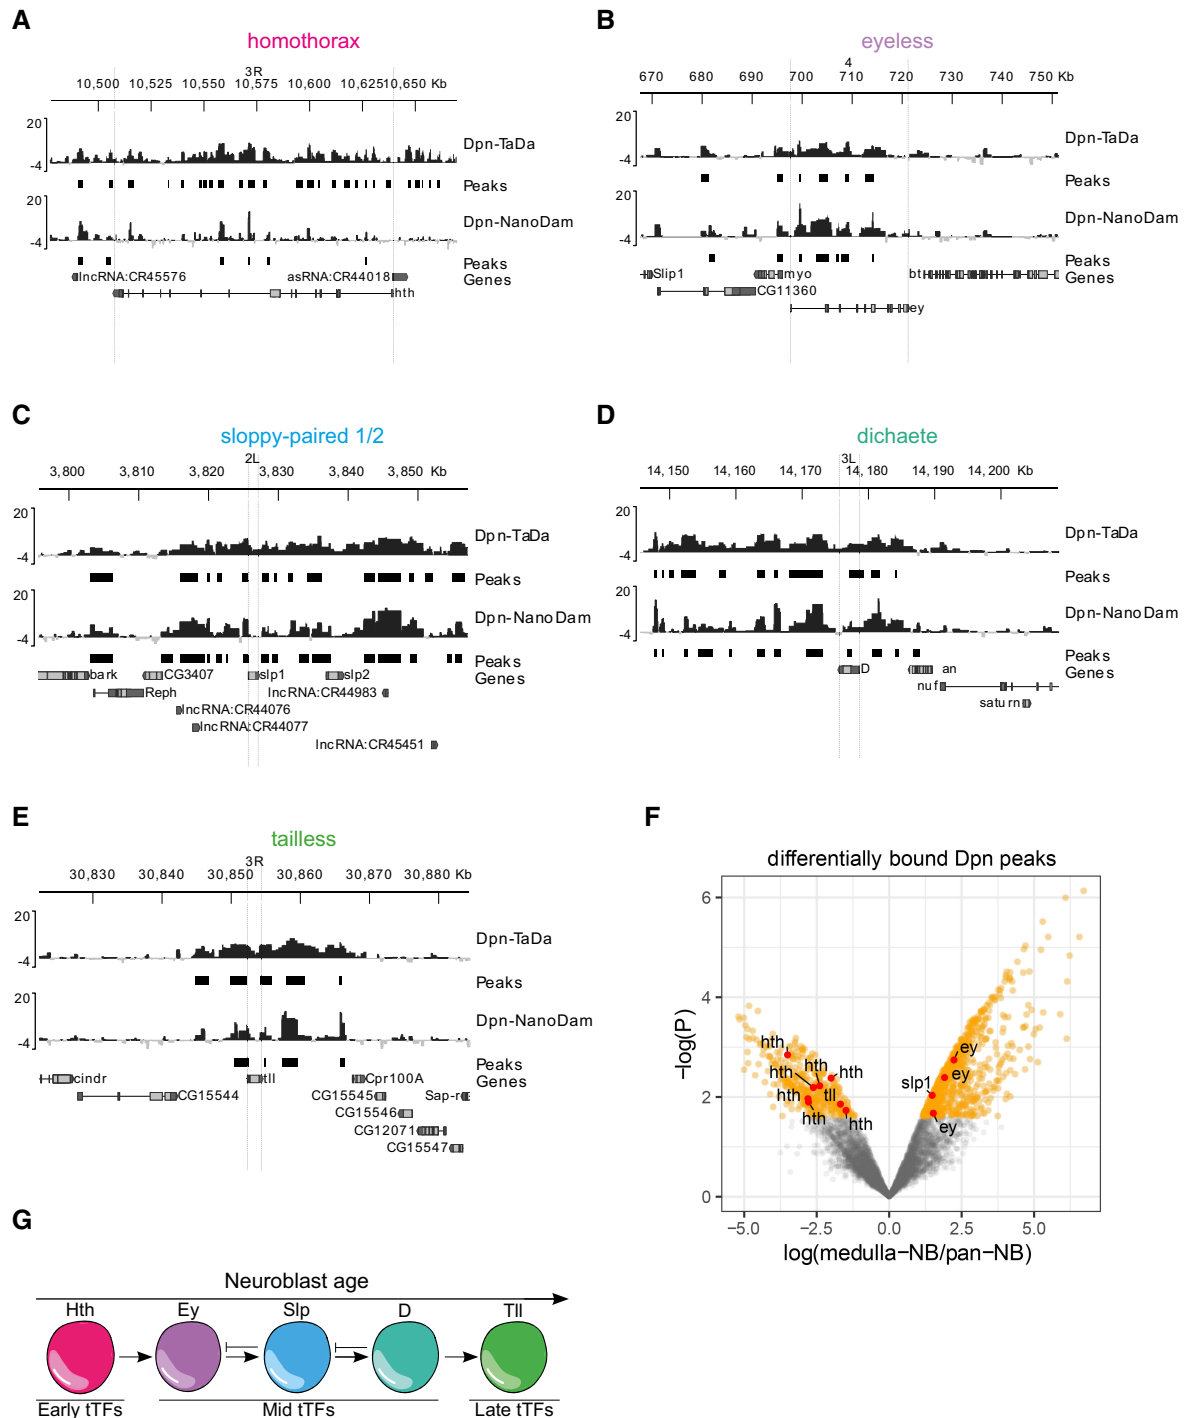 A
homothorax
3R
10,500 10,525 10,550 10,575 10,600 10,625 10,650 Kb
20
-4
Dpn-TaDa
Peaks
20
-4
Dpn-NanoDam
Peaks
Genes
lncRNA:CR45576
asRNA:CR44018
hth
B
eyeless
4
670 680 690 700 710 720 730 740 750 Kb
20
-4
Dpn-TaDa
Peaks
20
-4
Dpn-NanoDam
Peaks
Genes
Slip1
myo
bt
CG11360
ey
C
sloppy-paired 1/2
2L
3,800 3,810 3,820 3,830 3,840 3,850 Kb
20
-4
Dpn-TaDa
Peaks
20
-4
Dpn-NanoDam
Peaks
Genes
bark
CG3407
slp1
slp2
Reph
lncRNA:CR44983
lncRNA:CR44076
lncRNA:CR44077
lncRNA:CR45451
D
dichaete
3L
14,150 14,160 14,170 14,180 14,190 14,200 Kb
20
-4
Dpn-TaDa
Peaks
20
-4
Dpn-NanoDam
Peaks
Genes
D
an
nuf
saturn
E
tailless
3R
30,830 30,840 30,850 30,860 30,870 30,880 Kb
20
-4
Dpn-TaDa
Peaks
20
-4
Dpn-NanoDam
Peaks
Genes
cindr
tll
Cpr100A
CG15544
CG15545
Sap-r
CG15546
CG12071
CG15547
F
differentially bound Dpn peaks
6
4
2
0
−log(P)
hth
hth
hth
hth
tll
hth
hth
hth
ey
ey
slp1
ey
−5.0 −2.5 0.0 2.5 5.0
log(medulla−NB/pan−NB)
G
Neuroblast age
Hth Ey Slp D Tll
Early tTFs Mid tTFs Late tTFs